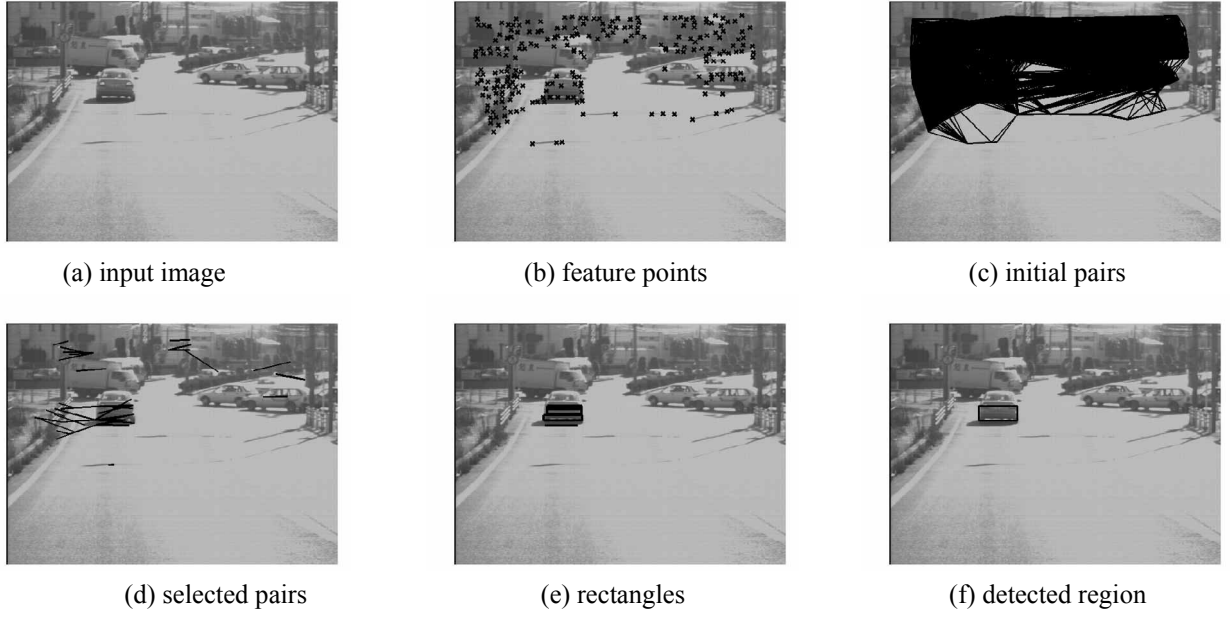 (a) input image
(b) feature points
(c) initial pairs
(d) selected pairs
(e) rectangles
(f) detected region